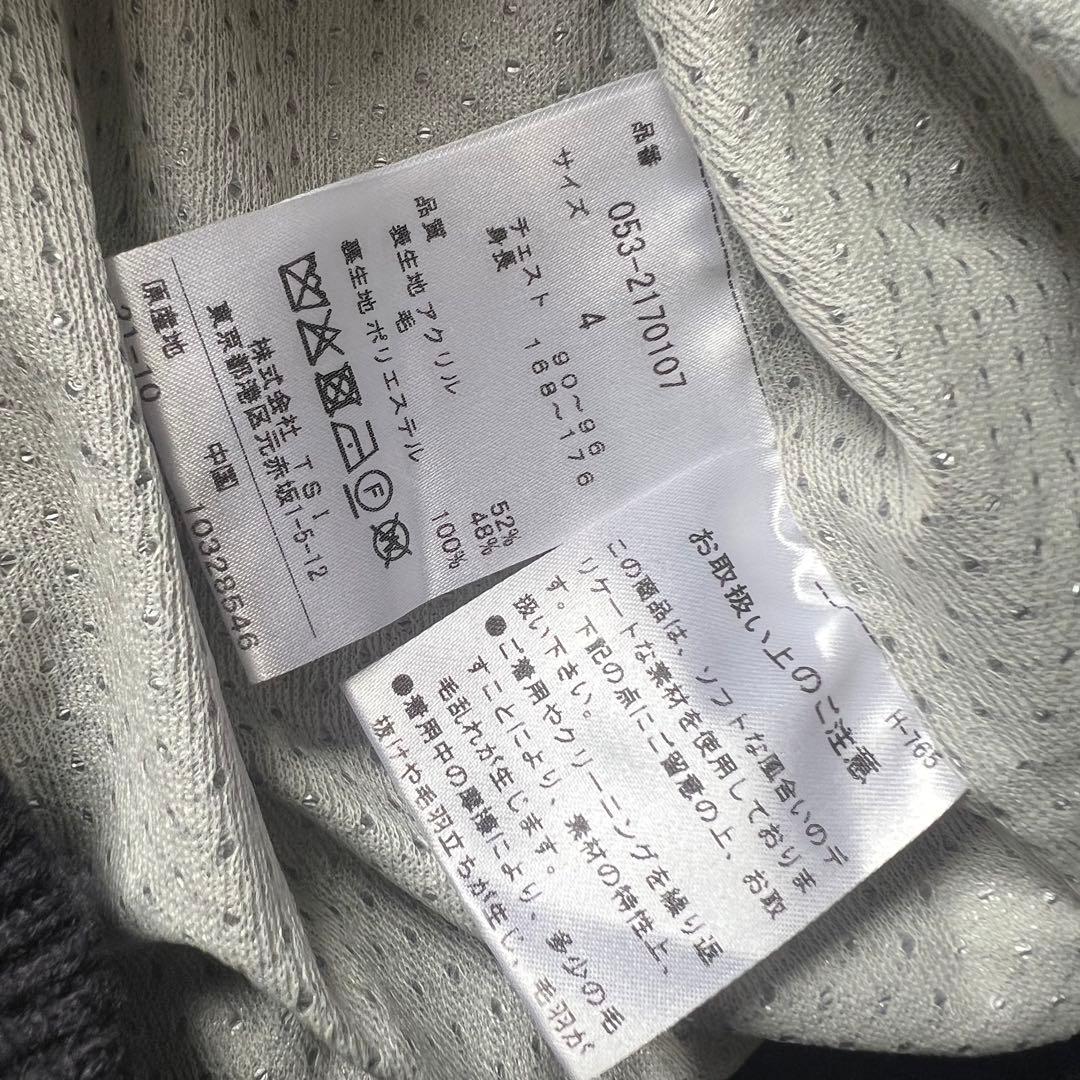 品番 053-2170107
サイズ 4
チェスト 90~96
身長 168~176
品質
表生地 アクリル 52%
毛 48%
裏生地 ポリエステル 100%
F
株式会社 TSI
東京都港区元赤坂1-5-12
原産地 中国
21-10 10328546
お取扱い上のご注意 H-765
この商品は、ソフトな風合いのデ
リケートな素材を使用しておりま
す。下記の点にご留意の上、お取
扱い下さい。
●ご着用やクリーニングを繰り返
すことにより、素材の特性上、
毛乱れが生じます。
●着用中の摩擦により、多少の毛
抜けや毛羽立ちが生じ、毛羽が